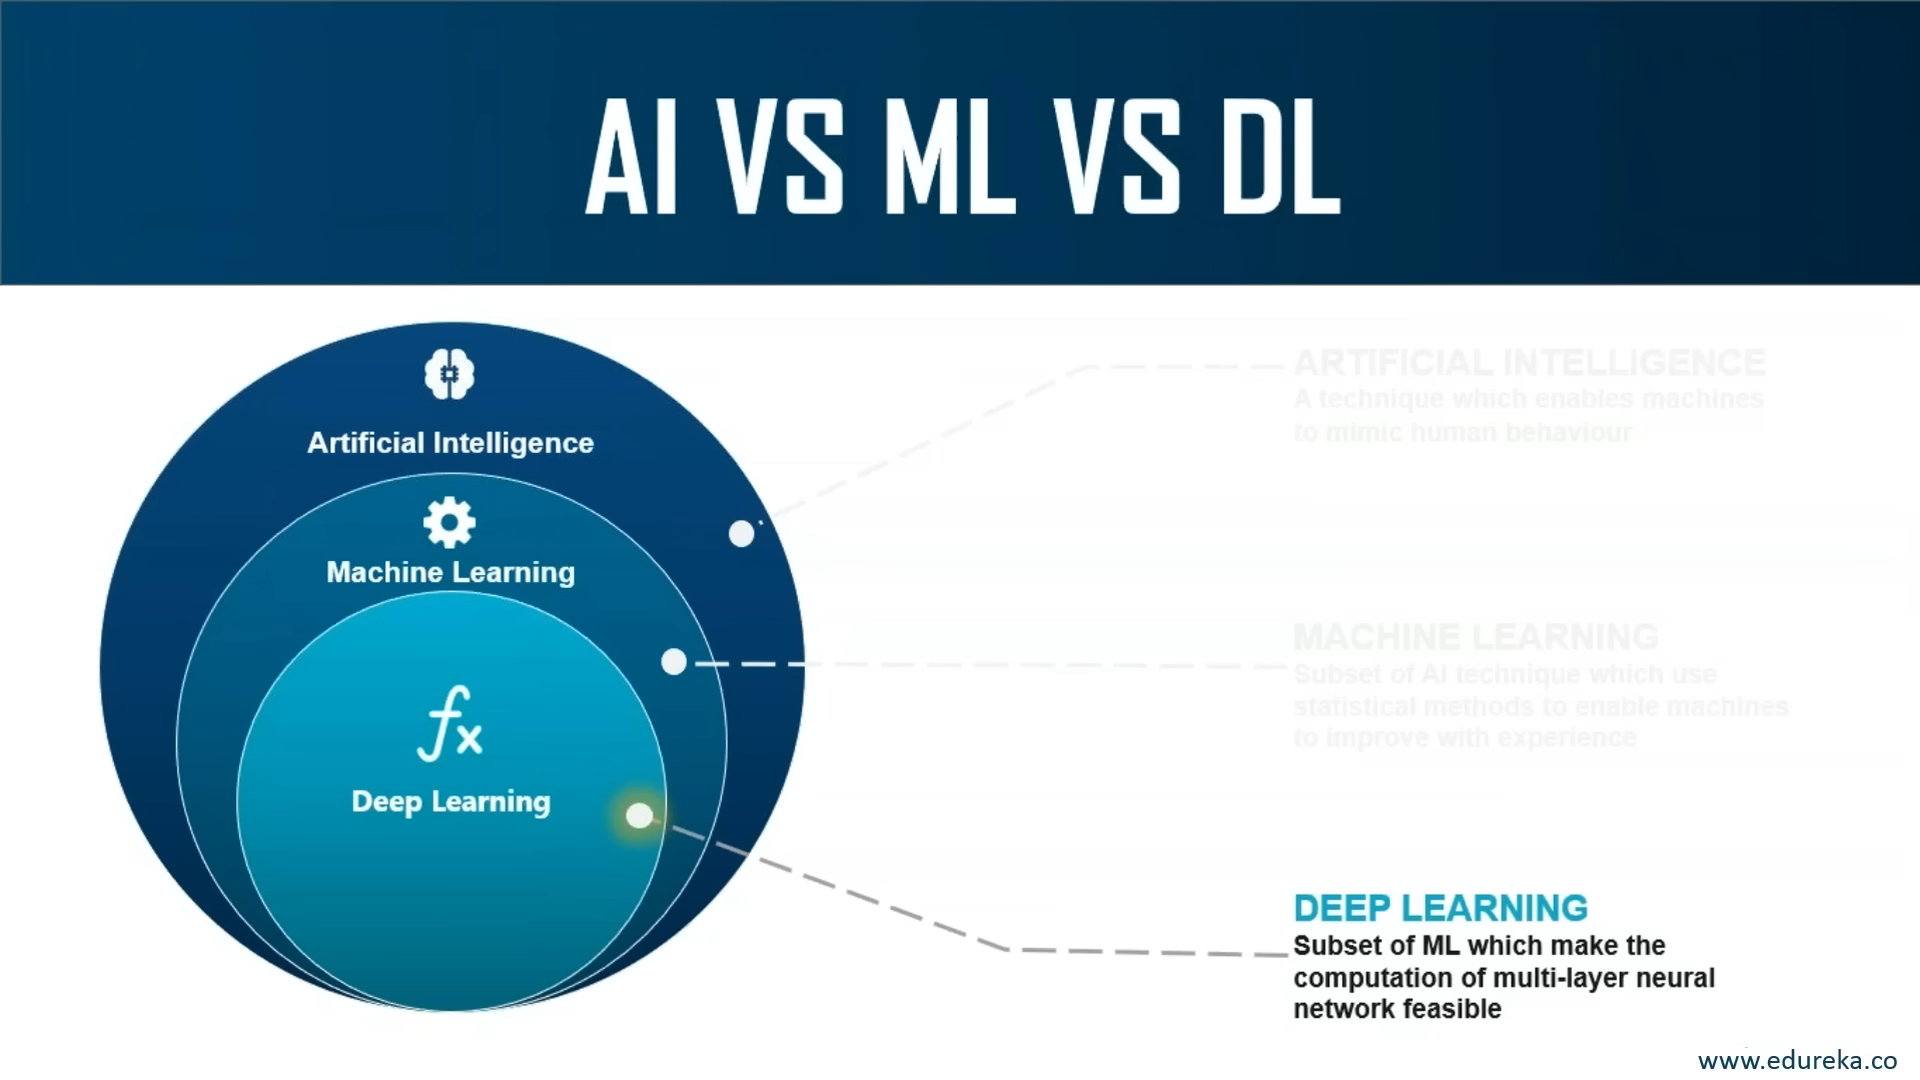 AI VS ML VS DL
Artificial Intelligence
Machine Learning
fx
Deep Learning
ARTIFICIAL INTELLIGENCE
A technique which enables machines
to mimic human behaviour
MACHINE LEARNING
Subset of AI technique which use
statistical methods to enable machines
to improve with experience
DEEP LEARNING
Subset of ML which make the
computation of multi-layer neural
network feasible
www.edureka.co